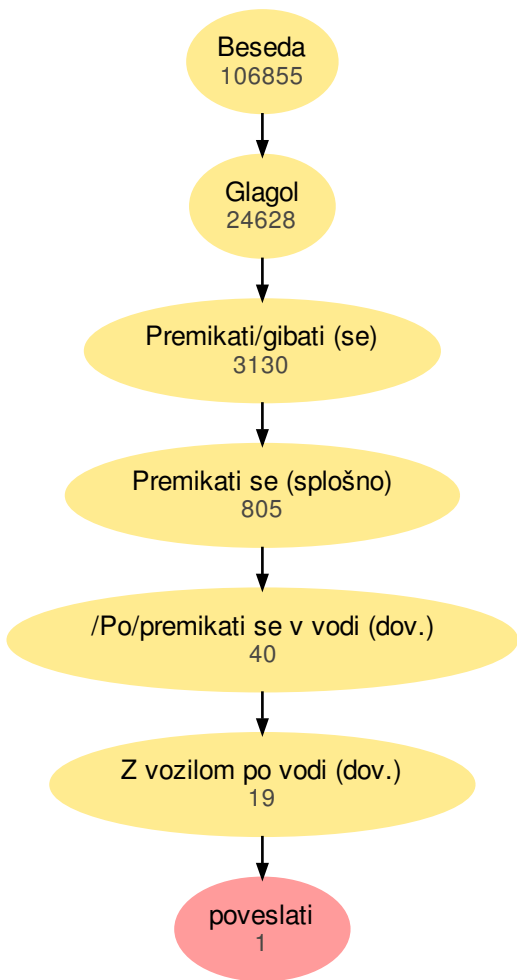 Beseda
106855
Glagol
24628
Premikati/gibati (se)
3130
Premikati se (splošno)
805
/Po/premikati se v vodi (dov.)
40
Z vozilom po vodi (dov.)
19
poveslati
1